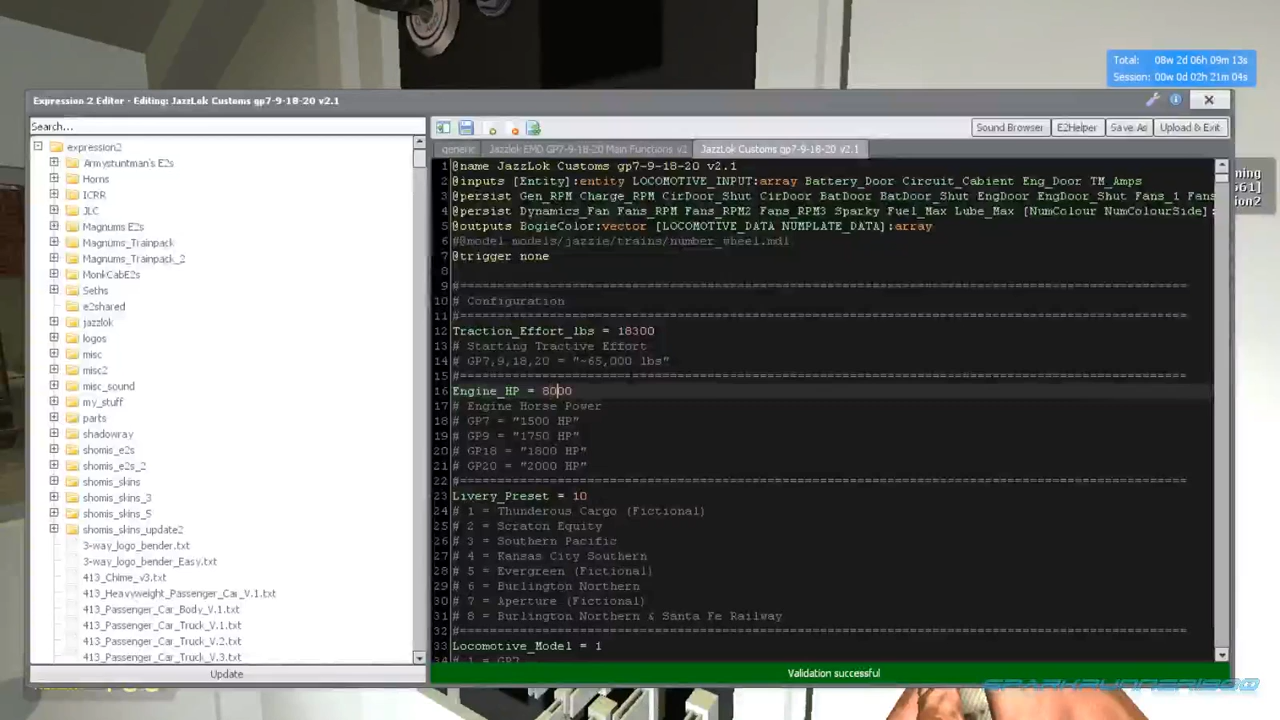 Total: 08w 2d 06h 09m 13s
Session: 00w 0d 02h 21m 04s
Expression 2 Editor - Editing: JazzLok Customs gp7-9-18-20 v2.1
Search...
expression2
Armystuntman's E2s
Horns
ICRR
JLC
Magnums E2s
Magnums_Trainpack
Magnums_Trainpack_2
MonkCabE2s
Seths
e2shared
jazzlok
logos
misc
misc2
misc_sound
my_stuff
parts
shadowray
shomis_e2s
shomis_e2s_2
shomis_skins
shomis_skins_3
shomis_skins_5
shomis_skins_update2
3-way_logo_bender.txt
3-way_logo_bender_Easy.txt
413_Chime_v3.txt
413_Heavyweight_Passenger_Car_V.1.txt
413_Passenger_Car_Body_V.1.txt
413_Passenger_Car_Truck_V.1.txt
413_Passenger_Car_Truck_V.2.txt
413_Passenger_Car_Truck_V.3.txt
Update
Sound Browser E2Helper Save As Upload & Exit
generic Jazzlok EMD GP7-9-18-20 Main Functions v2 JazzLok Customs gp7-9-18-20 v2.1
1 @name JazzLok Customs gp7-9-18-20 v2.1
2 @inputs [Entity]:entity LOCOMOTIVE_INPUT:array Battery_Door Circuit_Cabient Eng_Door TM_Amps
3 @persist Gen_RPM Charge_RPM CirDoor_Shut CirDoor BatDoor BatDoor_Shut EngDoor EngDoor_Shut Fans_1 Fans
4 @persist Dynamics_Fan Fans_RPM Fans_RPM2 Fans_RPM3 Sparky Fuel_Max Lube_Max [NumColour NumColourSide]:
5 @outputs BogieColor:vector [LOCOMOTIVE_DATA NUMPLATE_DATA]:array
6 #@model models/jazzie/trains/number_wheel.mdl
7 @trigger none
8
9 #================================================================================================
10 # Configuration
11 #================================================================================================
12 Traction_Effort_lbs = 18300
13 # Starting Tractive Effort
14 # GP7,9,18,20 = "~65,000 lbs"
15 #================================================================================================
16 Engine_HP = 8000
17 # Engine Horse Power
18 # GP7 = "1500 HP"
19 # GP9 = "1750 HP"
20 # GP18 = "1800 HP"
21 # GP20 = "2000 HP"
22 #================================================================================================
23 Livery_Preset = 10
24 # 1 = Thunderous Cargo (Fictional)
25 # 2 = Scraton Equity
26 # 3 = Southern Pacific
27 # 4 = Kansas City Southern
28 # 5 = Evergreen (Fictional)
29 # 6 = Burlington Northern
30 # 7 = Aperture (Fictional)
31 # 8 = Burlington Northern & Santa Fe Railway
32 #================================================================================================
33 Locomotive_Model = 1
34 # 1 = GP7
Validation successful
ning
61]
ion2